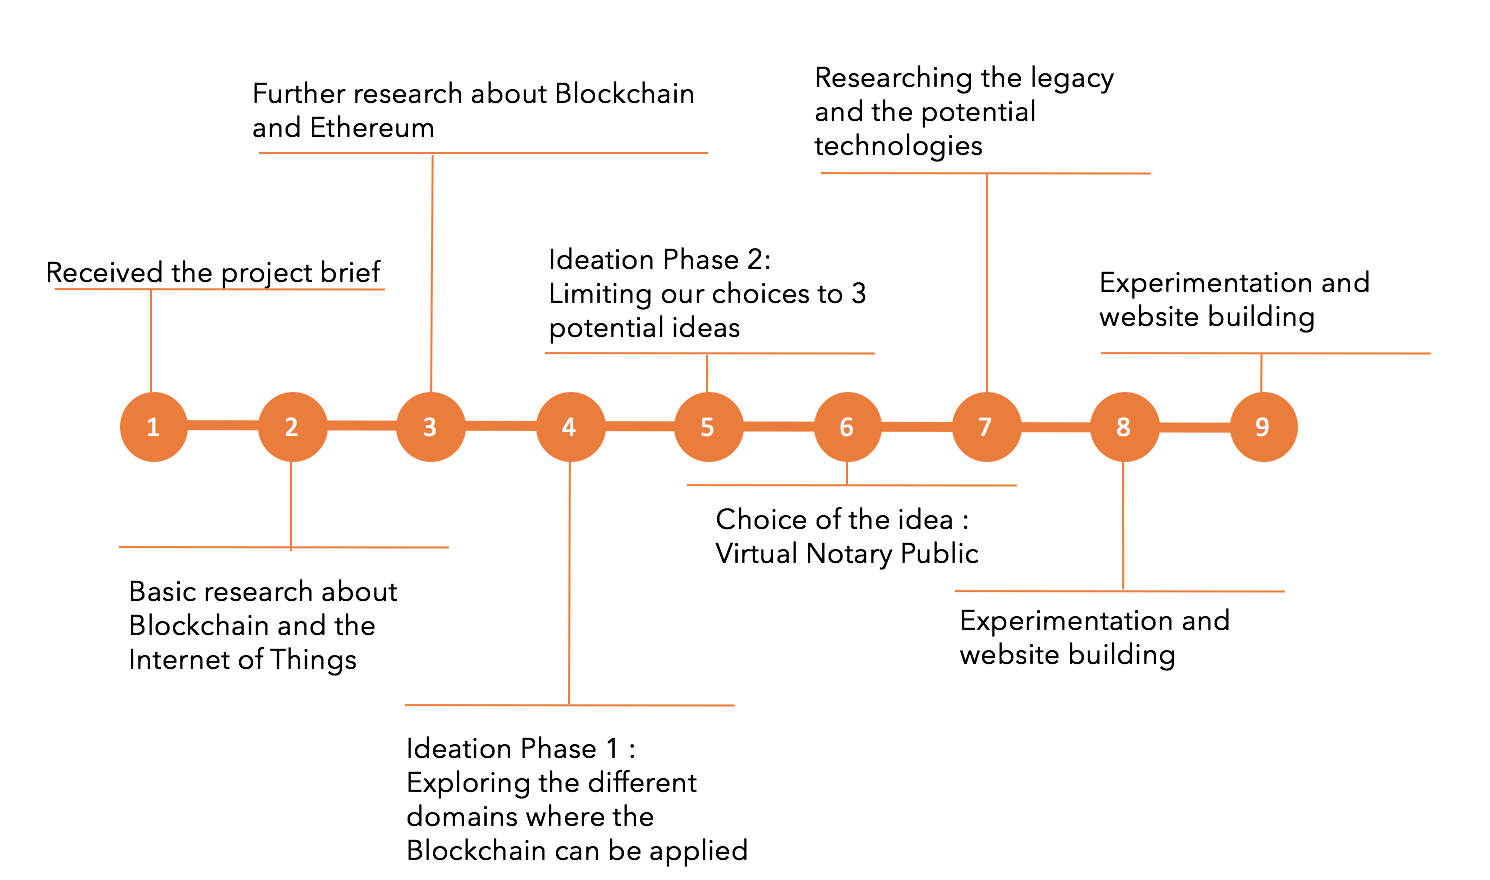 Researching the legacy
and the potential
technologies
Further research about Blockchain
and Ethereum
Ideation Phase 2:
Limiting our choices to 3
potential ideas
Received the project brief
Experimentation and
website building
1 2 3 4 5 6 7 8 9
Choice of the idea :
Virtual Notary Public
Basic research about
Blockchain and the
Internet of Things
Experimentation and
website building
Ideation Phase 1 :
Exploring the different
domains where the
Blockchain can be applied